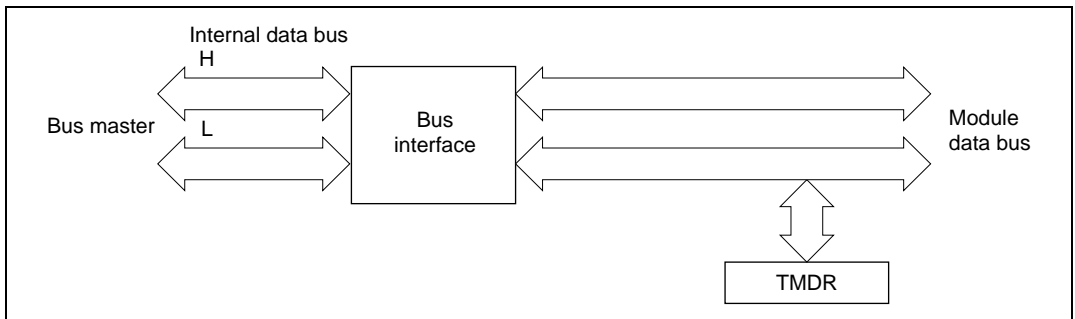 Internal data bus
H
Bus master
L
Bus
interface
Module
data bus
TMDR